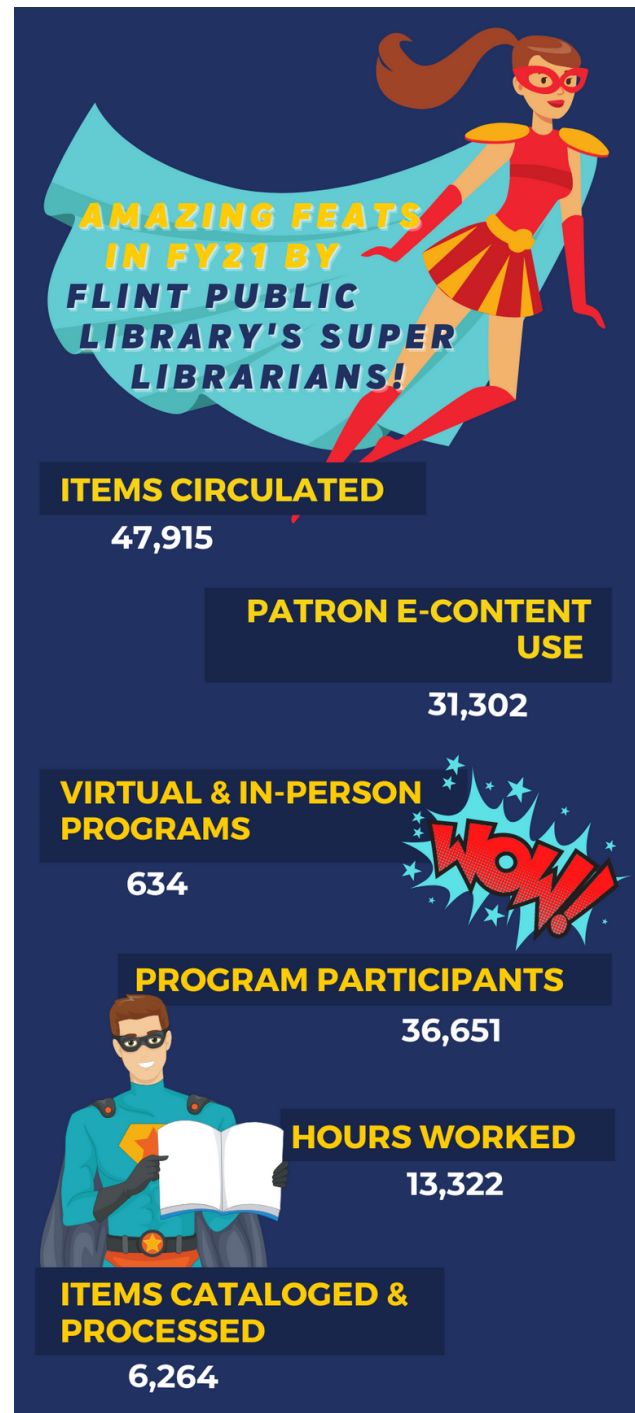 AMAZING FEATS
IN FY21 BY
FLINT PUBLIC
LIBRARY'S SUPER
LIBRARIANS!
ITEMS CIRCULATED
47,915
PATRON E-CONTENT
USE
31,302
VIRTUAL & IN-PERSON
PROGRAMS
634
WOW!!
PROGRAM PARTICIPANTS
36,651
HOURS WORKED
13,322
ITEMS CATALOGED &
PROCESSED
6,264